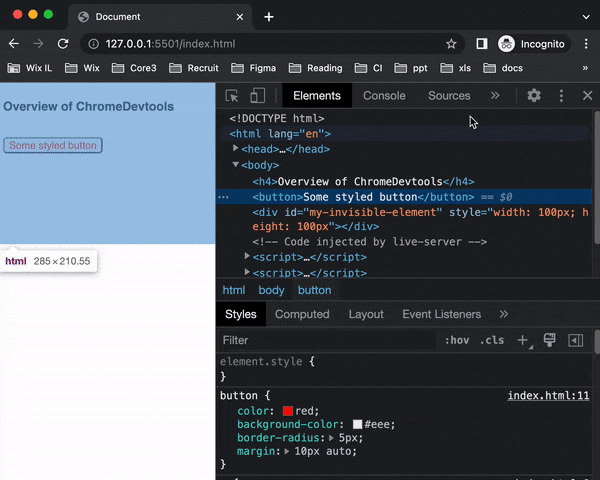 Document
127.0.0.1:5501/index.html
Incognito
Wix IL Wix Core3 Recruit Figma Reading CI ppt xls docs
Overview of ChromeDevtools
Some styled button
html 285×210.55
Elements Console Sources »
<!DOCTYPE html>
<html lang="en">
<head>…</head>
<body>
<h4>Overview of ChromeDevtools</h4>
<button>Some styled button</button> == $0
<div id="my-invisible-element" style="width: 100px; h
eight: 100px"></div>
<!-- Code injected by live-server -->
<script>…</script>
<script>…</script>
html body button
Styles Computed Layout Event Listeners »
Filter :hov .cls
element.style {
}
button { index.html:11
color: red;
background-color: #eee;
border-radius: 5px;
margin: 10px auto;
}